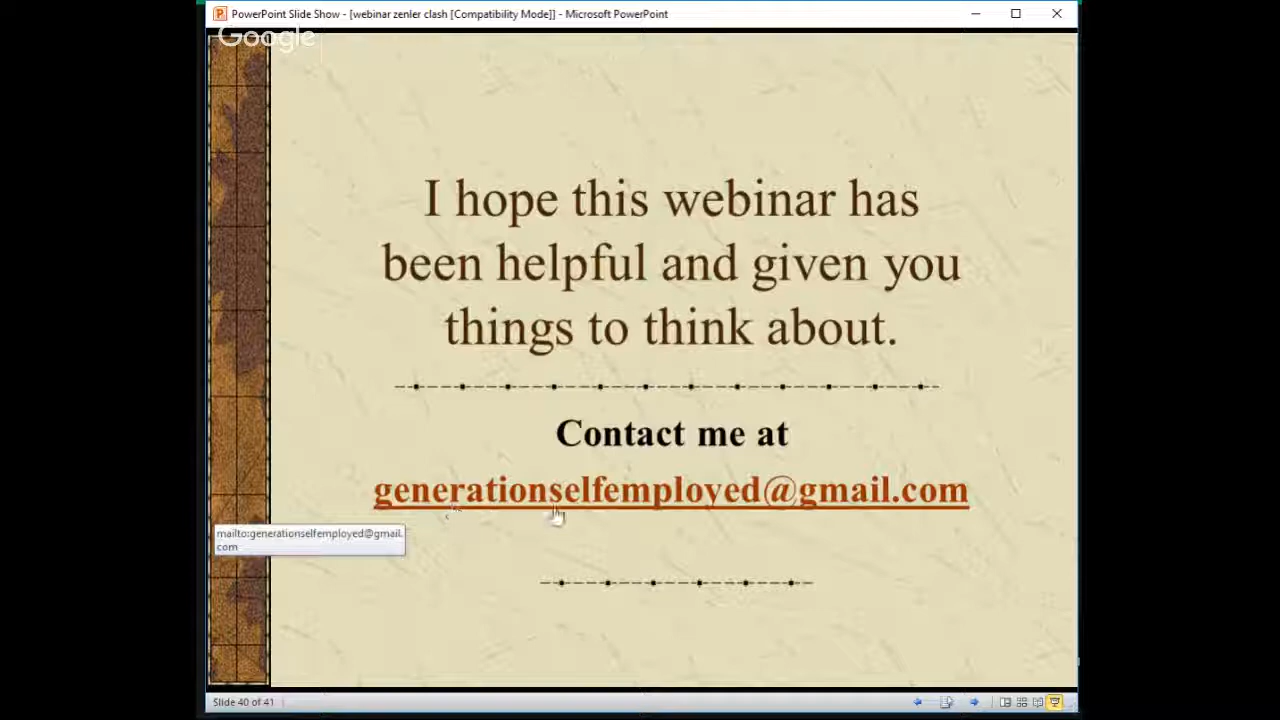 PowerPoint Slide Show - [webinar zenler clash [Compatibility Mode]] - Microsoft PowerPoint
Google
I hope this webinar has
been helpful and given you
things to think about.
Contact me at
generationselfemployed@gmail.com
mailto:generationselfemployed@gmail.
com
Slide 40 of 41